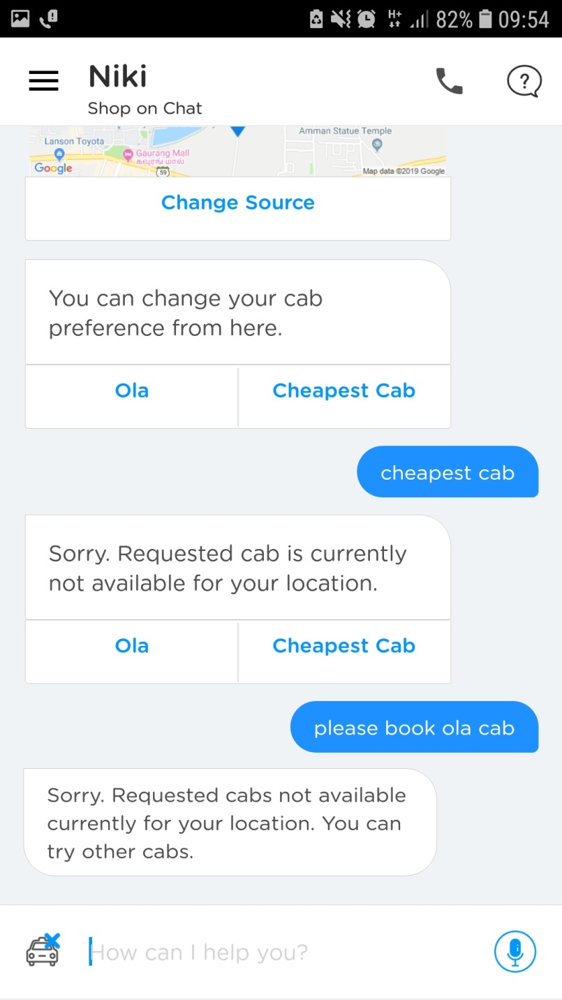 H+ 82% 09:54
Niki
Shop on Chat
?
Amman Statue Temple
Lanson Toyota
Gaurang Mall
கவுரங் மால்
Google
59
Map data ©2019 Google
Change Source
You can change your cab
preference from here.
Ola Cheapest Cab
cheapest cab
Sorry. Requested cab is currently
not available for your location.
Ola Cheapest Cab
please book ola cab
Sorry. Requested cabs not available
currently for your location. You can
try other cabs.
How can I help you?